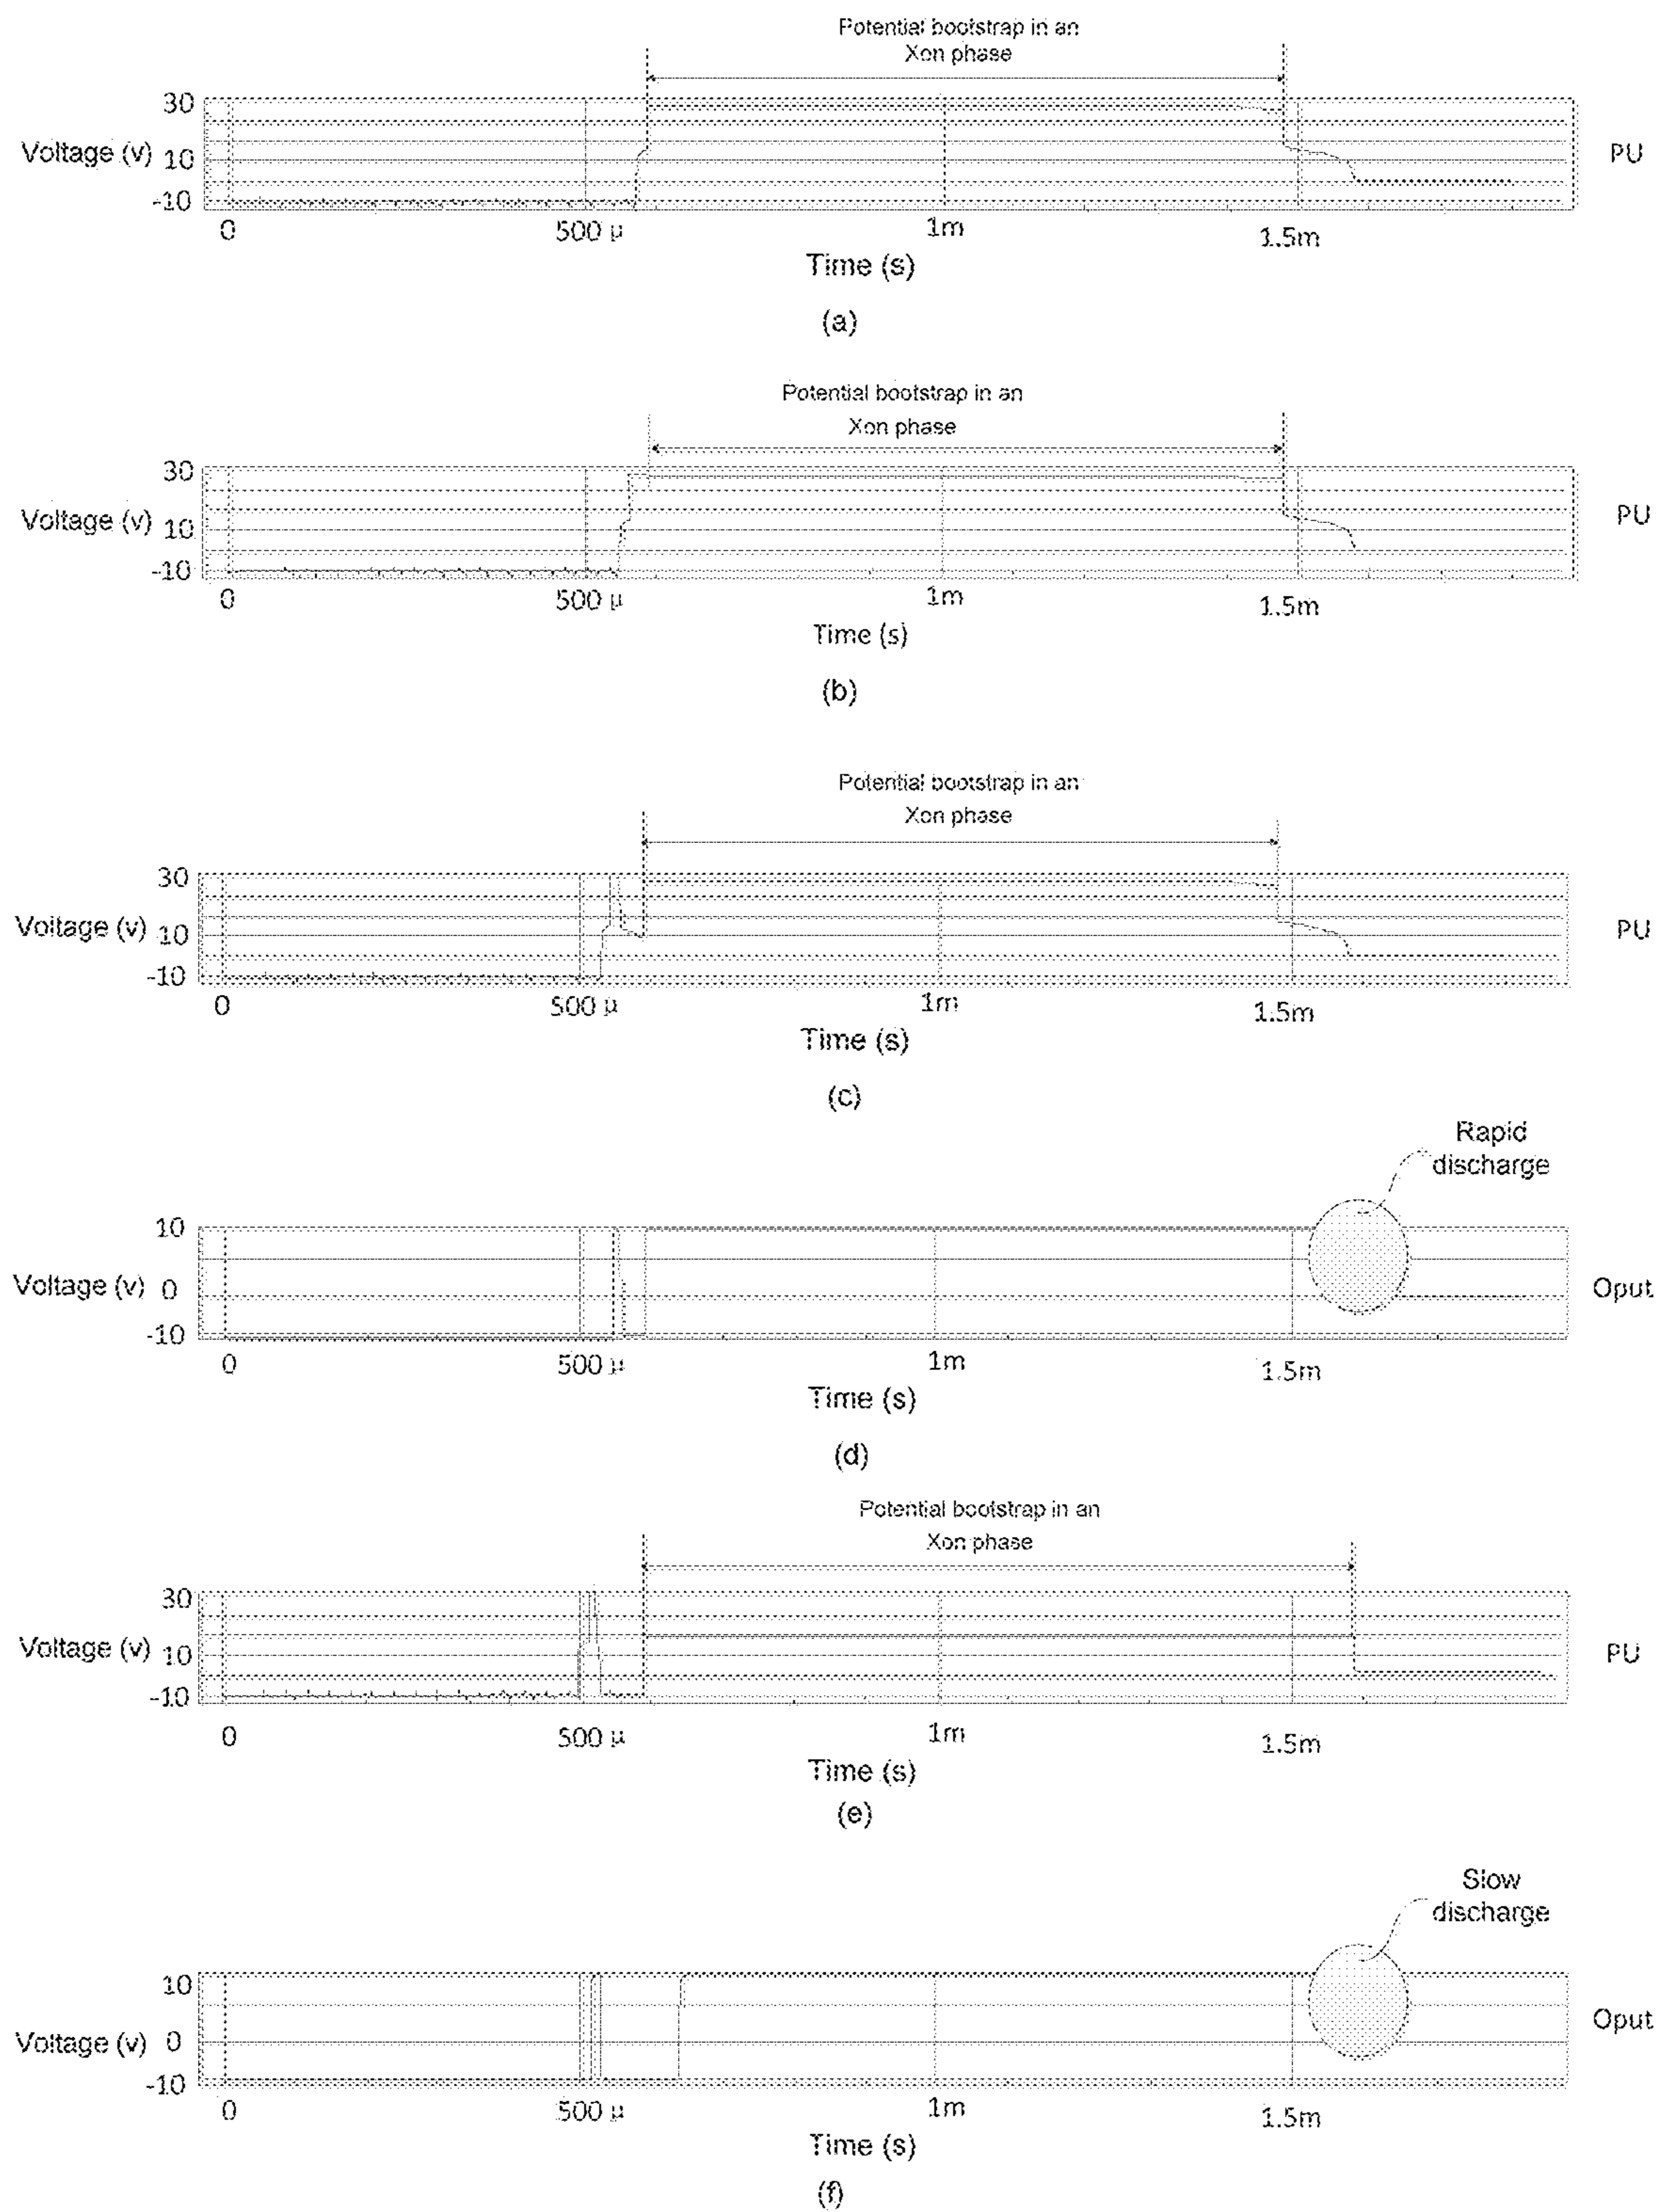 Potential bootstrap in an
Xon phase
30
Voltage (v) 10 PU
-10
0 500 μ 1m 1.5m
Time (s)
(a)
Potential bootstrap in an
Xon phase
30
Voltage (v) 10 PU
-10
0 500 μ 1m 1.5m
Time (s)
(b)
Potential bootstrap in an
Xon phase
30
Voltage (v) 10 PU
-10
0 500 μ 1m 1.5m
Time (s)
(c)
Rapid
discharge
10
Voltage (v) 0 Oput
-10
0 500 μ 1m 1.5m
Time (s)
(d)
Potential bootstrap in an
Xon phase
30
Voltage (v) 10 PU
-10
0 500 μ 1m 1.5m
Time (s)
(e)
Slow
discharge
10
Voltage (v) 0 Oput
-10
0 500 μ 1m 1.5m
Time (s)
(f)